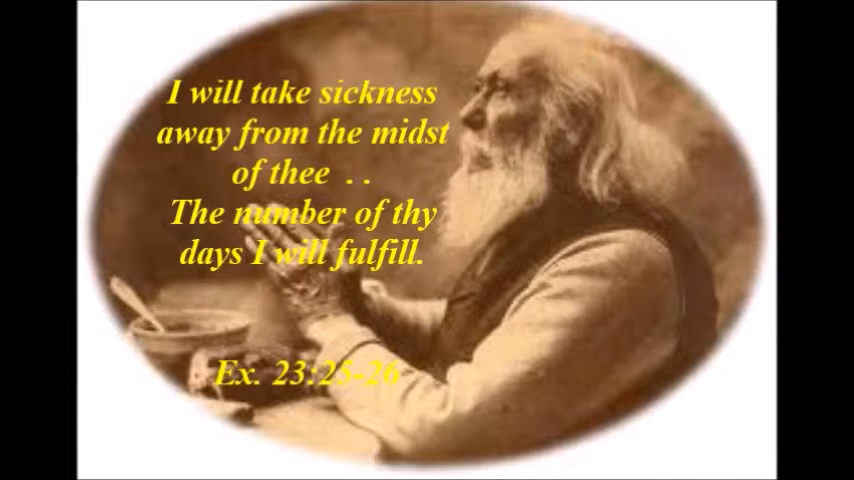 I will take sickness
away from the midst
of thee . .
The number of thy
days I will fulfill.
Ex. 23:25-26